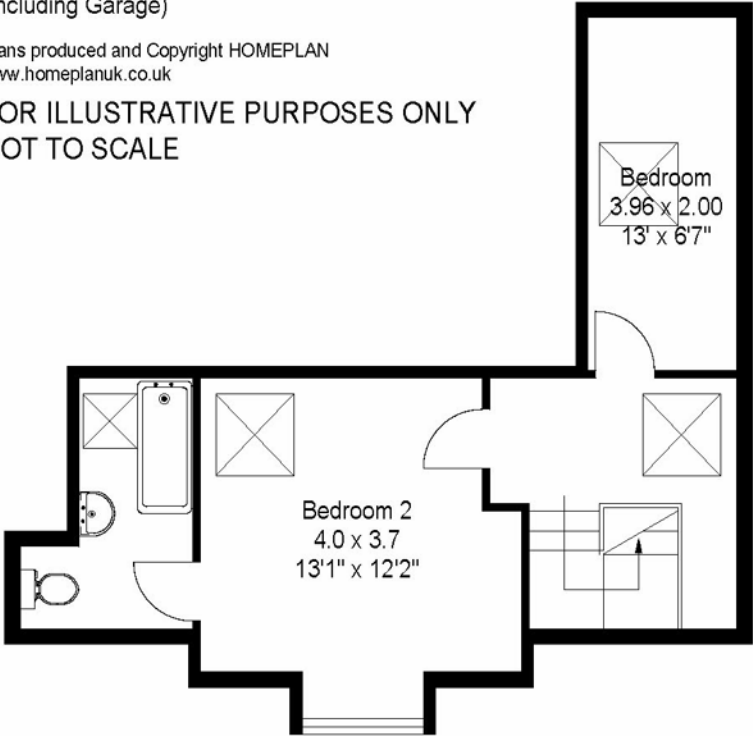 ncluding Garage)
ans produced and Copyright HOMEPLAN
ww.homeplanuk.co.uk
OR ILLUSTRATIVE PURPOSES ONLY
OT TO SCALE
Bedroom
3.96 x 2.00
13' x 6'7"
Bedroom 2
4.0 x 3.7
13'1" x 12'2"